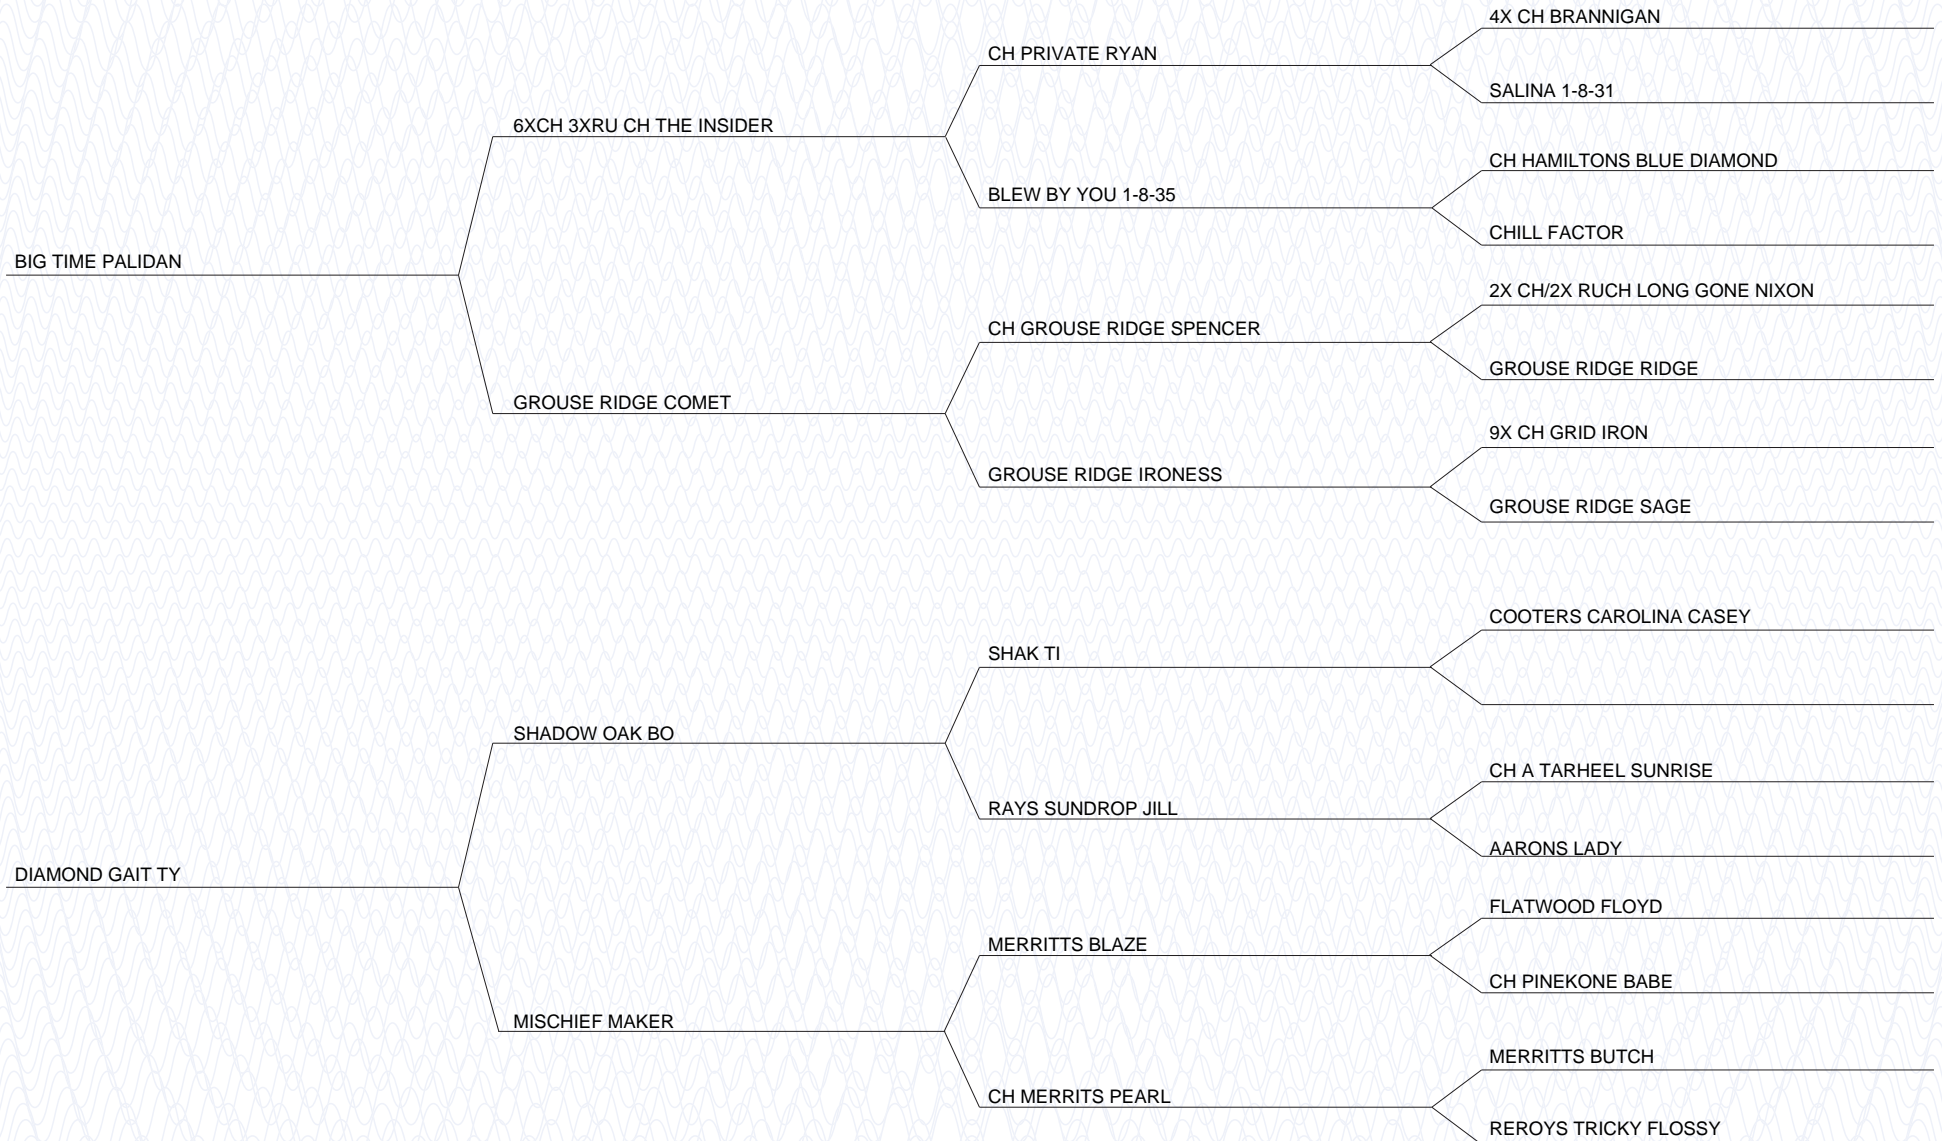 4X CH BRANNIGAN
CH PRIVATE RYAN
SALINA 1-8-31
6XCH 3XRU CH THE INSIDER
CH HAMILTONS BLUE DIAMOND
BLEW BY YOU 1-8-35
CHILL FACTOR
BIG TIME PALIDAN
2X CH/2X RUCH LONG GONE NIXON
CH GROUSE RIDGE SPENCER
GROUSE RIDGE RIDGE
GROUSE RIDGE COMET
9X CH GRID IRON
GROUSE RIDGE IRONESS
GROUSE RIDGE SAGE
COOTERS CAROLINA CASEY
SHAK TI
SHADOW OAK BO
CH A TARHEEL SUNRISE
RAYS SUNDROP JILL
AARONS LADY
DIAMOND GAIT TY
FLATWOOD FLOYD
MERRITTS BLAZE
CH PINEKONE BABE
MISCHIEF MAKER
MERRITTS BUTCH
CH MERRITS PEARL
REROYS TRICKY FLOSSY